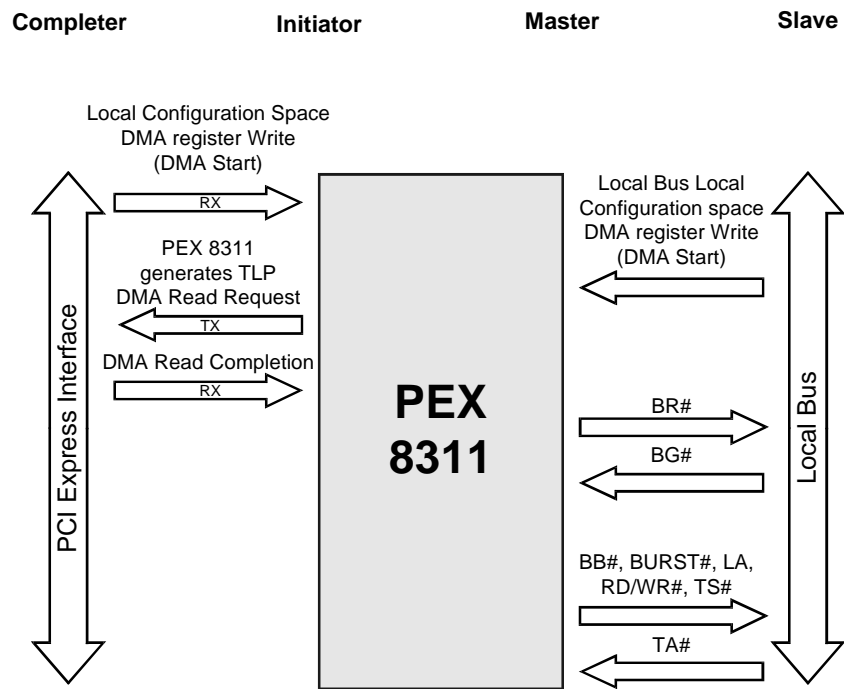 Completer
Initiator
Master
Slave
Local Configuration Space
DMA register Write
(DMA Start)
RX
PEX 8311
generates TLP
DMA Read Request
TX
DMA Read Completion
RX
PCI Express Interface
PEX
8311
Local Bus Local
Configuration space
DMA register Write
(DMA Start)
BR#
BG#
BB#, BURST#, LA,
RD/WR#, TS#
TA#
Local Bus